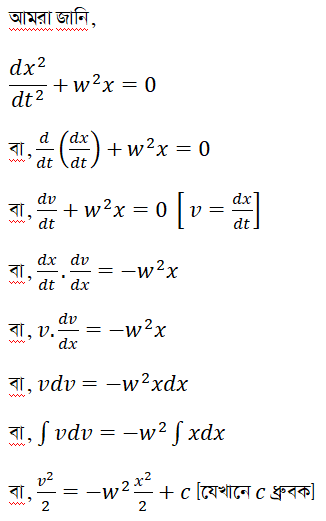 আমরা জানি,
dx²/dt² + w²x = 0
বা, d/dt (dx/dt) + w²x = 0
বা, dv/dt + w²x = 0 [ v = dx/dt ]
বা, dx/dt . dv/dx = −w²x
বা, v. dv/dx = −w²x
বা, vdv = −w²xdx
বা, ∫ vdv = −w² ∫ xdx
বা, v²/2 = −w² x²/2 + c [যেখানে c ধ্রুবক]